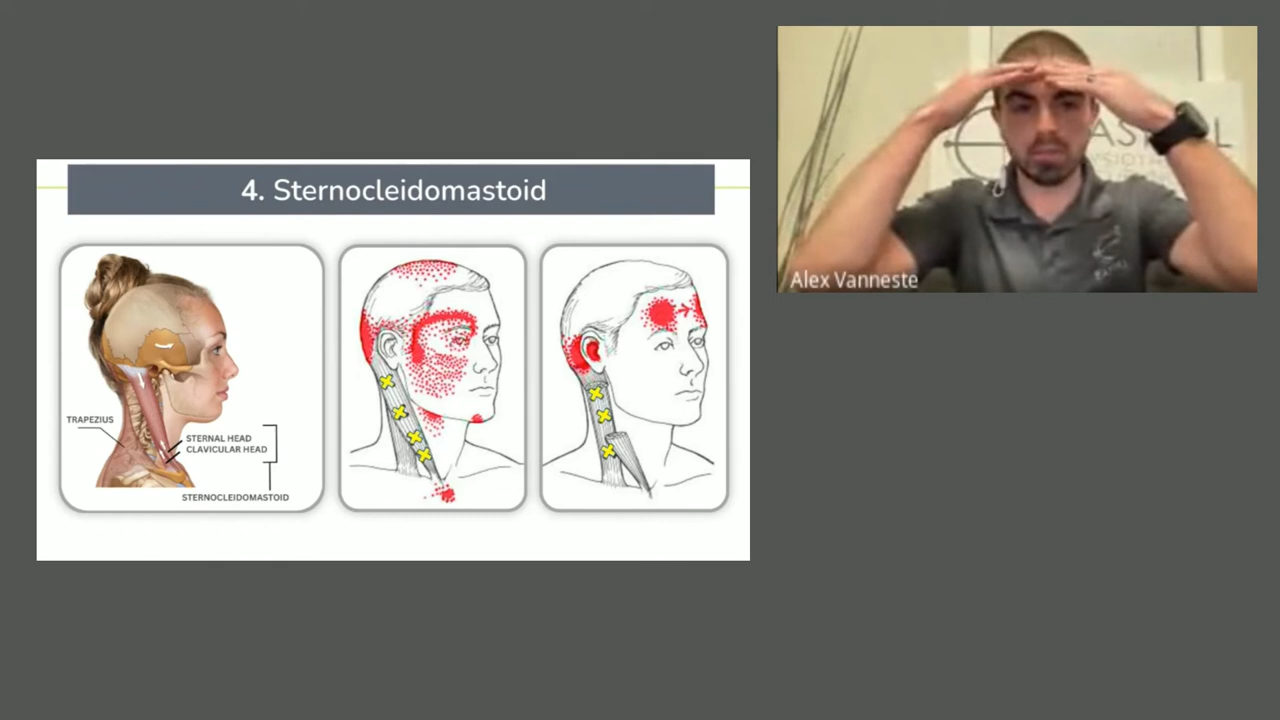 4. Sternocleidomastoid
TRAPEZIUS
STERNAL HEAD
CLAVICULAR HEAD
STERNOCLEIDOMASTOID
Alex Vanneste